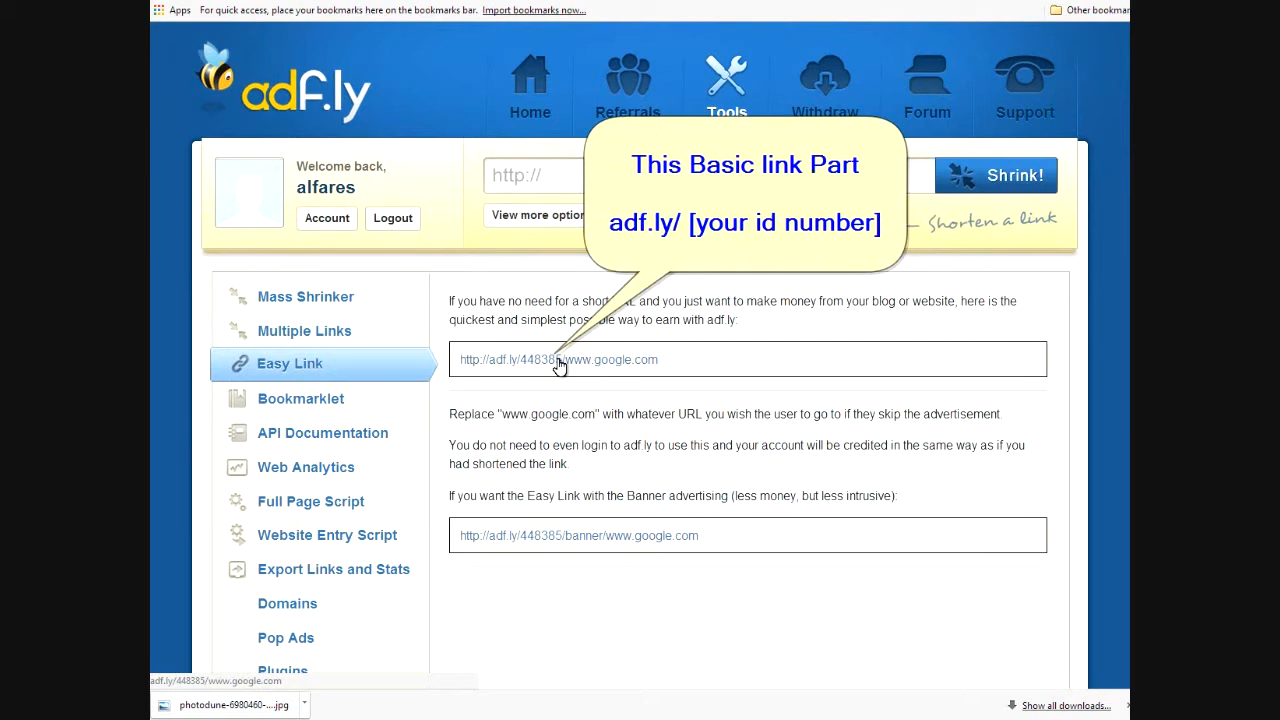 Apps For quick access, place your bookmarks here on the bookmarks bar. Import bookmarks now... Other bookmar
adf.ly
Home Referrals Tools Withdraw Forum Support
Welcome back,
alfares
Account Logout
http://
Shrink!
View more option
Shorten a link
This Basic link Part
adf.ly/ [your id number]
Mass Shrinker
Multiple Links
Easy Link
Bookmarklet
API Documentation
Web Analytics
Full Page Script
Website Entry Script
Export Links and Stats
Domains
Pop Ads
Plugins
If you have no need for a short URL and you just want to make money from your blog or website, here is the
quickest and simplest possible way to earn with adf.ly:
http://adf.ly/448385/www.google.com
Replace "www.google.com" with whatever URL you wish the user to go to if they skip the advertisement.
You do not need to even login to adf.ly to use this and your account will be credited in the same way as if you
had shortened the link.
If you want the Easy Link with the Banner advertising (less money, but less intrusive):
http://adf.ly/448385/banner/www.google.com
adf.ly/448385/www.google.com
photodune-6980460-....jpg
Show all downloads...